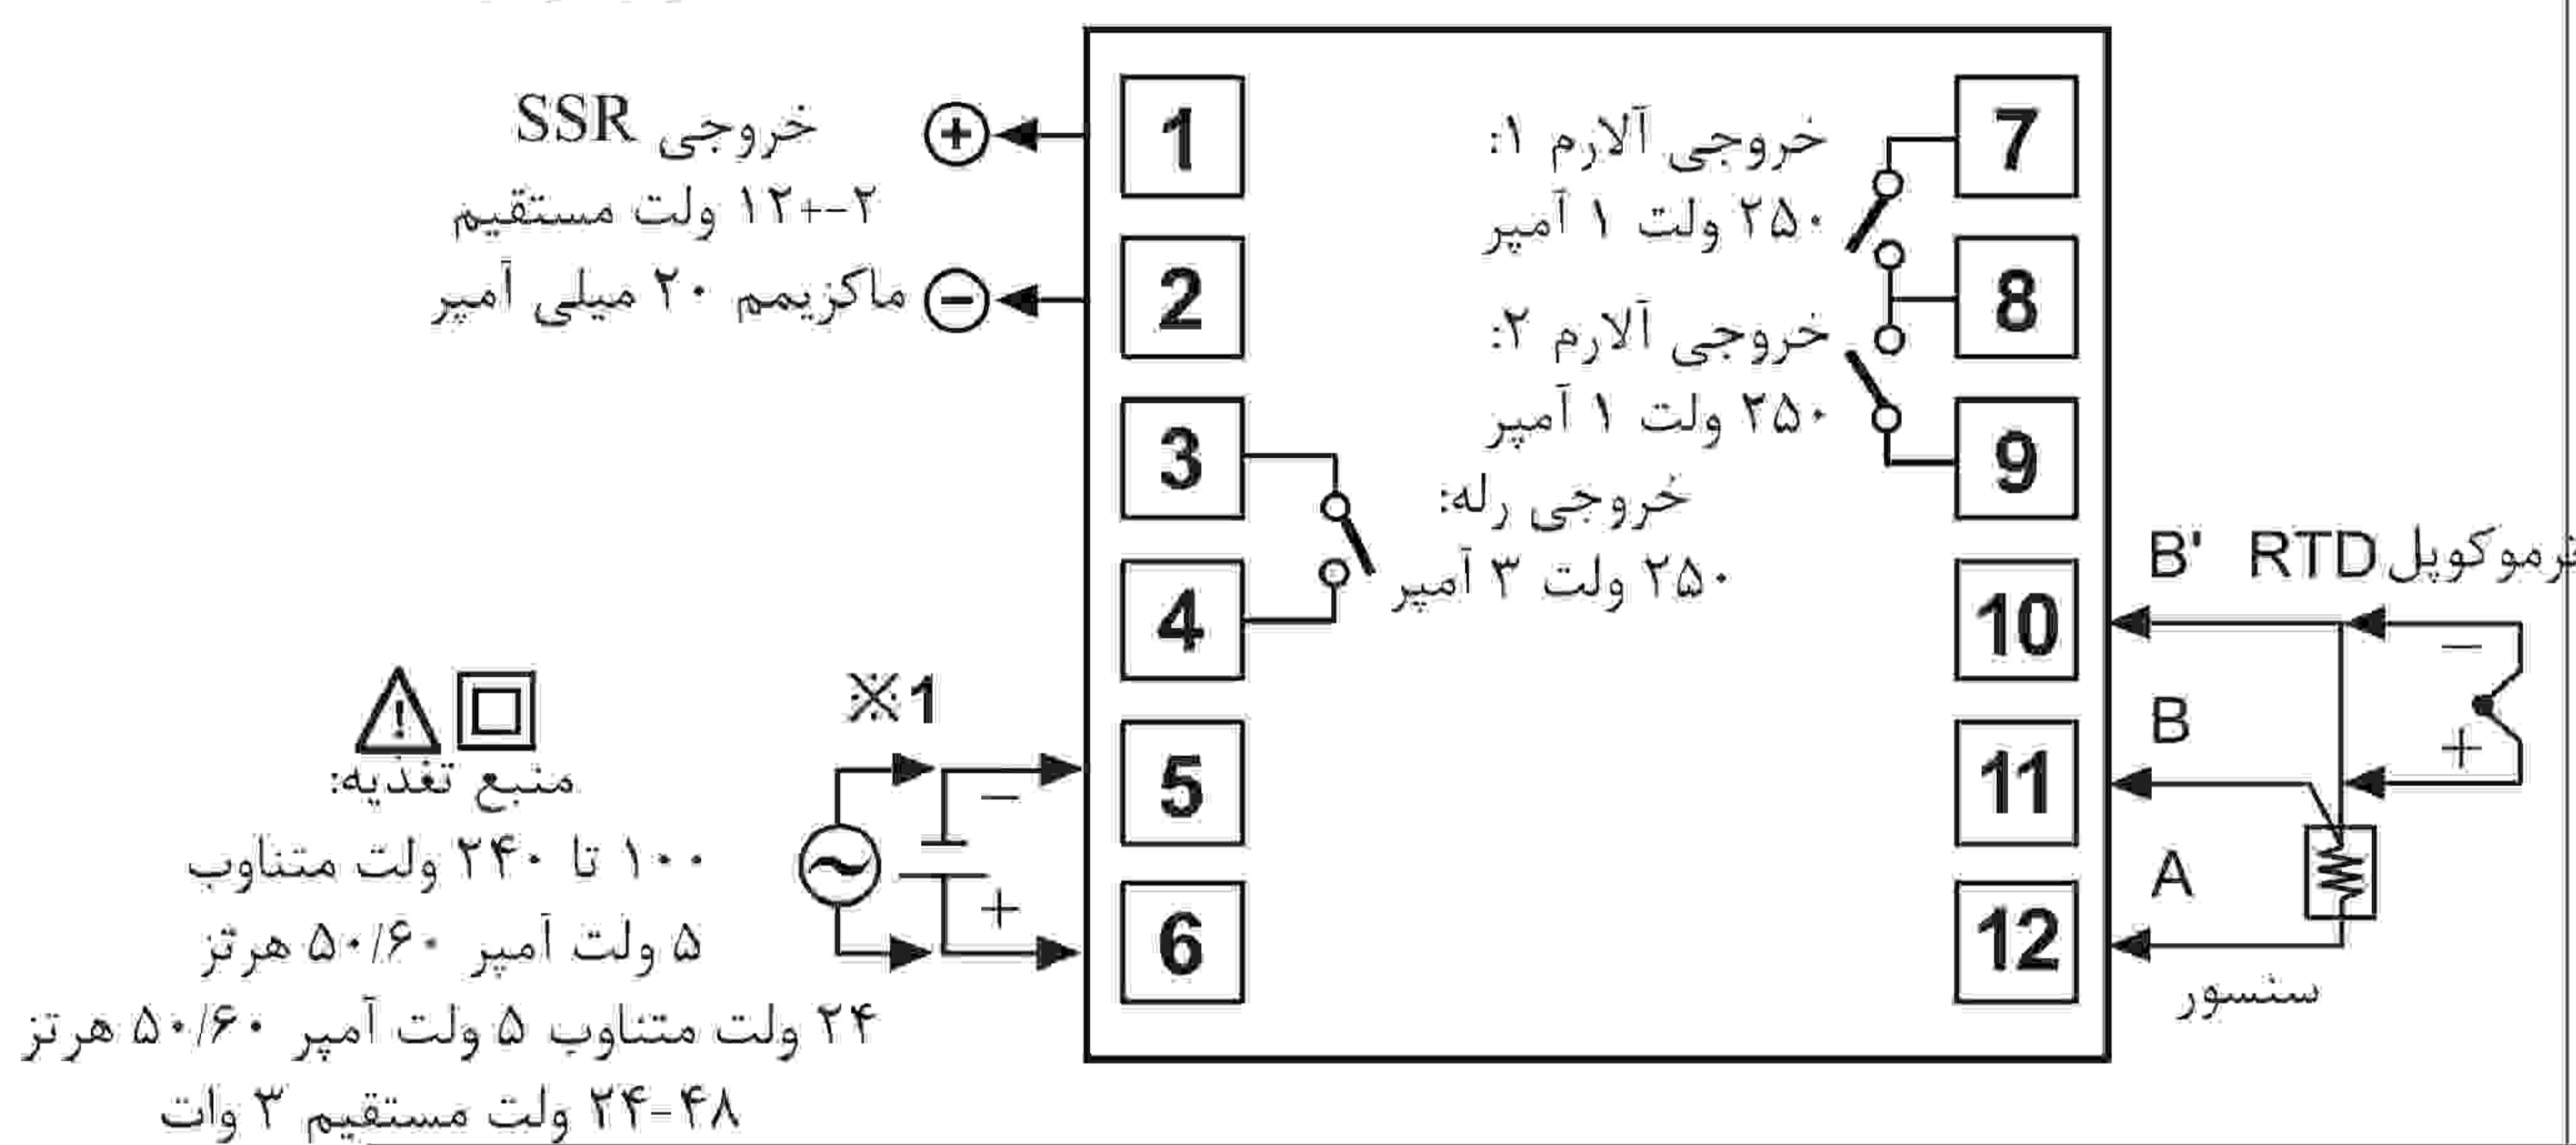 خروجی SSR
۱۲+-۲ ولت مستقیم
ماکزیمم ۲۰ میلی آمپر
1
2
3
4
5
6
خروجی آلارم ۱:
۲۵۰ ولت ۱ آمپر
خروجی آلارم ۲:
۲۵۰ ولت ۱ آمپر
خروجی رله:
۲۵۰ ولت ۳ آمپر
7
8
9
10
11
12
B' RTD ترموکوپل
B
A
سنسور
※1
منبع تغذیه:
۱۰۰ تا ۲۴۰ ولت متناوب
۵ ولت آمپر ۵۰/۶۰ هرتز
۲۴ ولت متناوب ۵ ولت آمپر ۵۰/۶۰ هرتز
۲۴-۴۸ ولت مستقیم ۳ وات